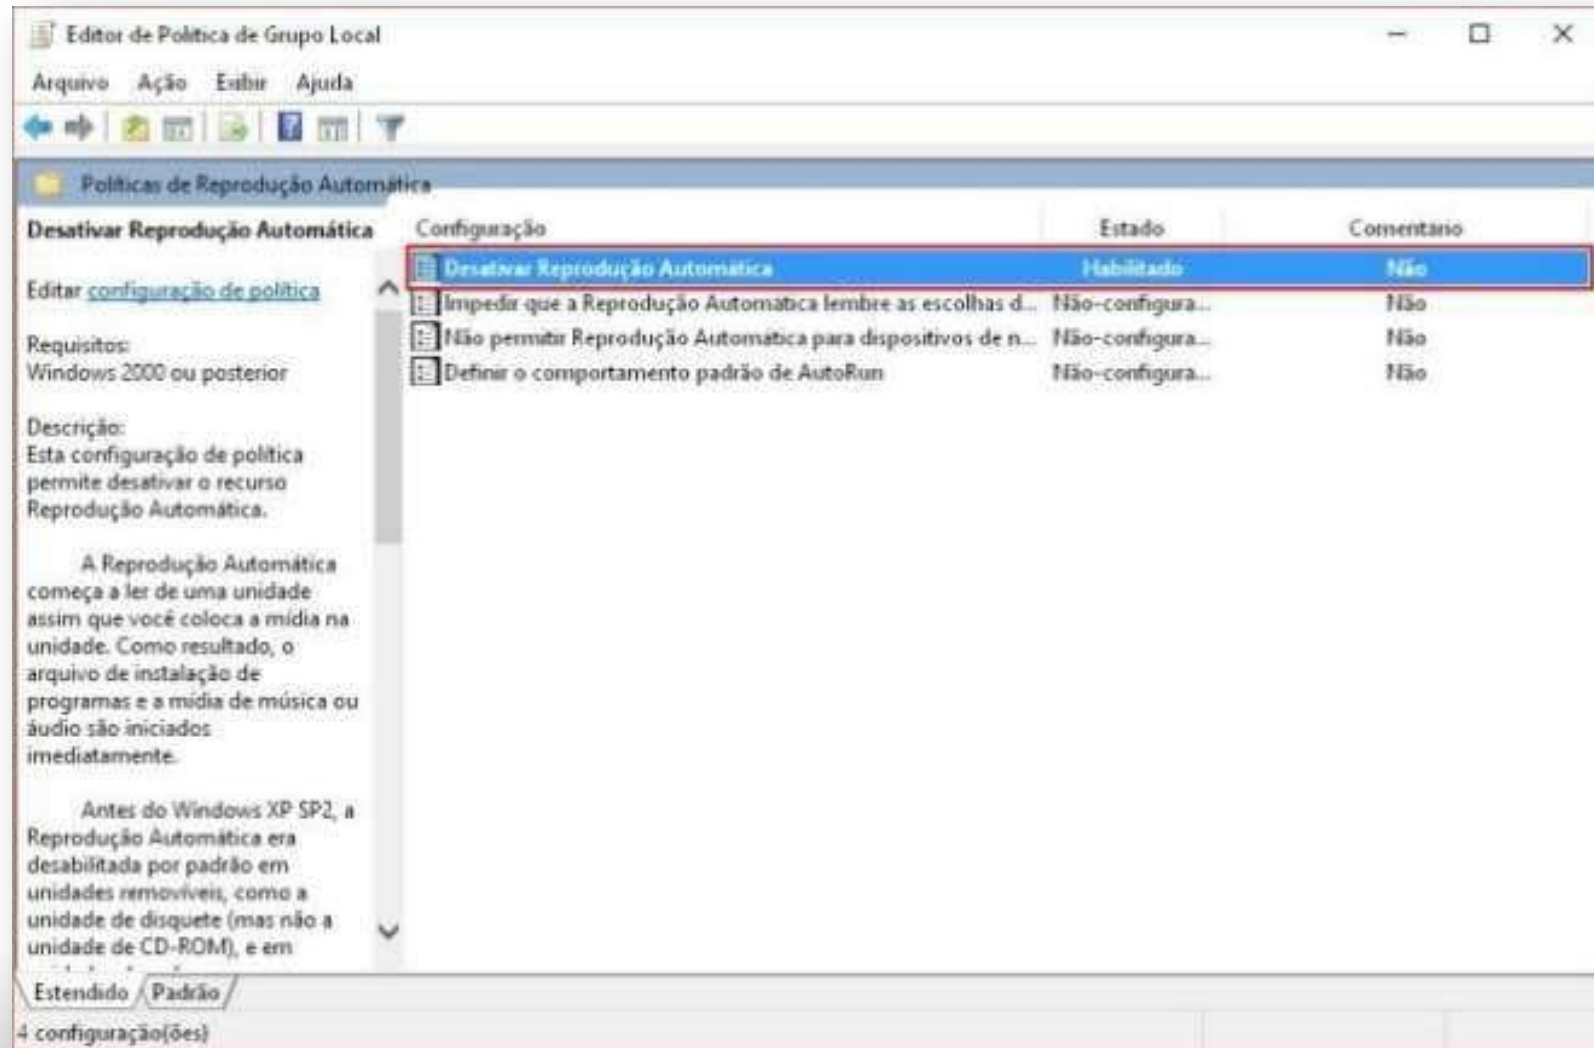 Editor de Política de Grupo Local
Arquivo Ação Exibir Ajuda
Políticas de Reprodução Automática
Desativar Reprodução Automática
Editar configuração de política
Requisitos:
Windows 2000 ou posterior
Descrição:
Esta configuração de política
permite desativar o recurso
Reprodução Automática.
A Reprodução Automática
começa a ler de uma unidade
assim que você coloca a mídia na
unidade. Como resultado, o
arquivo de instalação de
programas e a mídia de música ou
áudio são iniciados
imediatamente.
Antes do Windows XP SP2, a
Reprodução Automática era
desabilitada por padrão em
unidades removíveis, como a
unidade de disquete (mas não a
unidade de CD-ROM), e em
Configuração Estado Comentário
Desativar Reprodução Automática Habilitado Não
Impedir que a Reprodução Automática lembre as escolhas d... Não-configura... Não
Não permitir Reprodução Automática para dispositivos de n... Não-configura... Não
Definir o comportamento padrão de AutoRun Não-configura... Não
Estendido Padrão
4 configuração(ões)